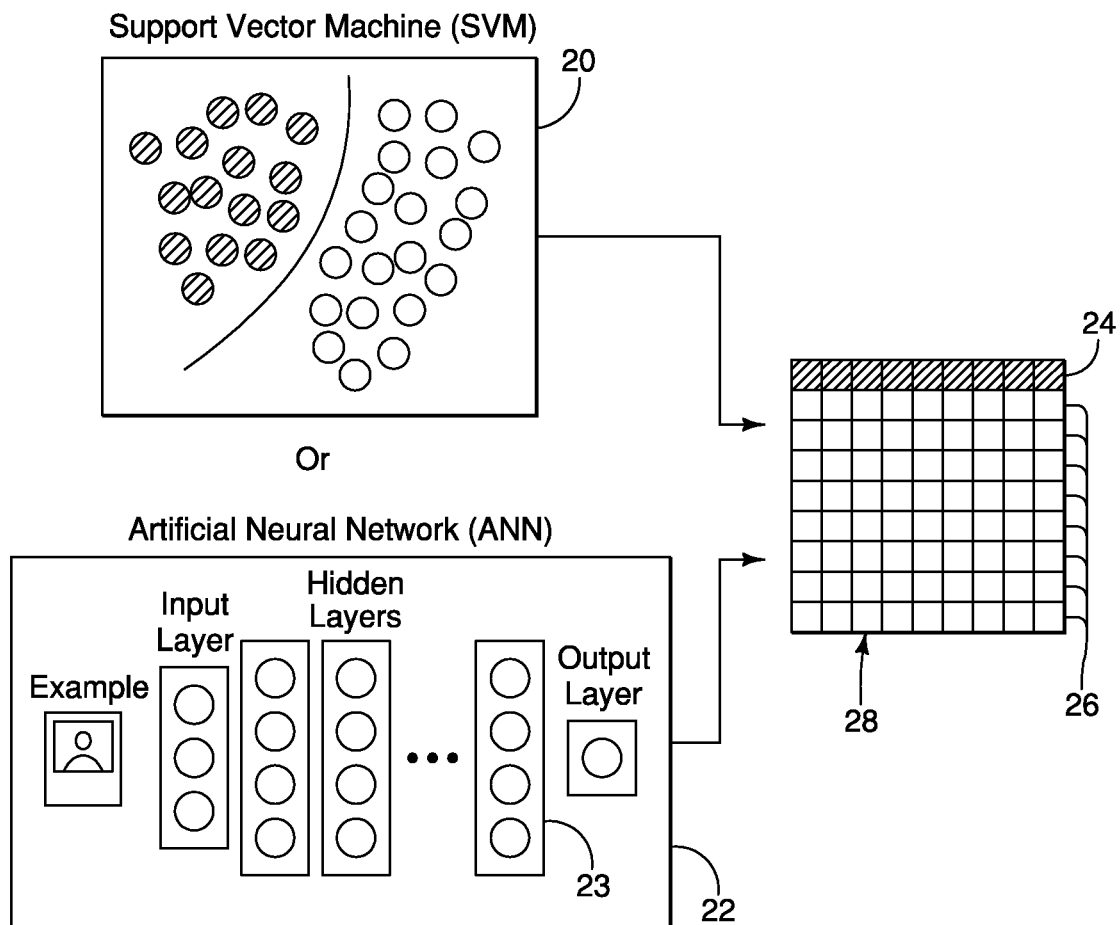 Support Vector Machine (SVM)
20
24
Or
Artificial Neural Network (ANN)
Hidden
Layers
Input
Layer
Output
Layer
Example
28
26
23
22